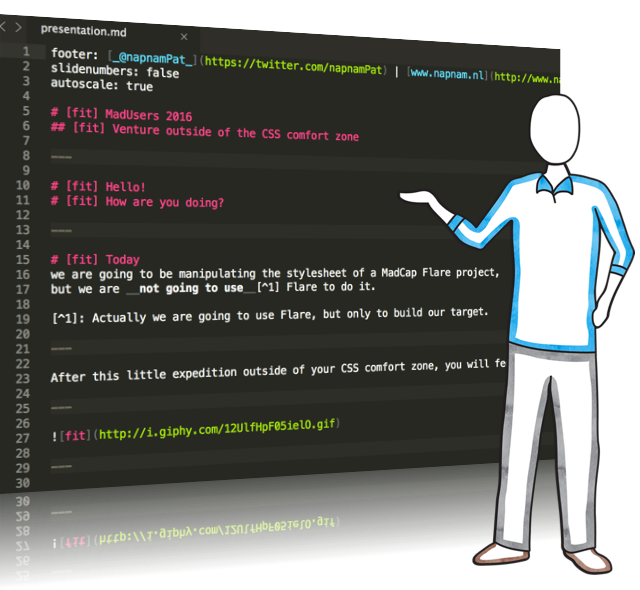 presentation.md
1 footer: [_@napnamPat_](https://twitter.com/napnamPat) | [www.napnam.nl](http://www.na
2 slidenumbers: false
3 autoscale: true
4
5 # [fit] MadUsers 2016
6 ## [fit] Venture outside of the CSS comfort zone
7
8 ---
9
10 # [fit] Hello!
11 # [fit] How are you doing?
12
13 ---
14
15 # [fit] Today
16 we are going to be manipulating the stylesheet of a MadCap Flare project,
17 but we are __not going to use__[^1] Flare to do it.
18
19 [^1]: Actually we are going to use Flare, but only to build our target.
20
21 ---
22
23 After this little expedition outside of your CSS comfort zone, you will fe
24
25 ---
26
27 ![fit](http://i.giphy.com/12UlfHpF05ielO.gif)
28
29 ---
30